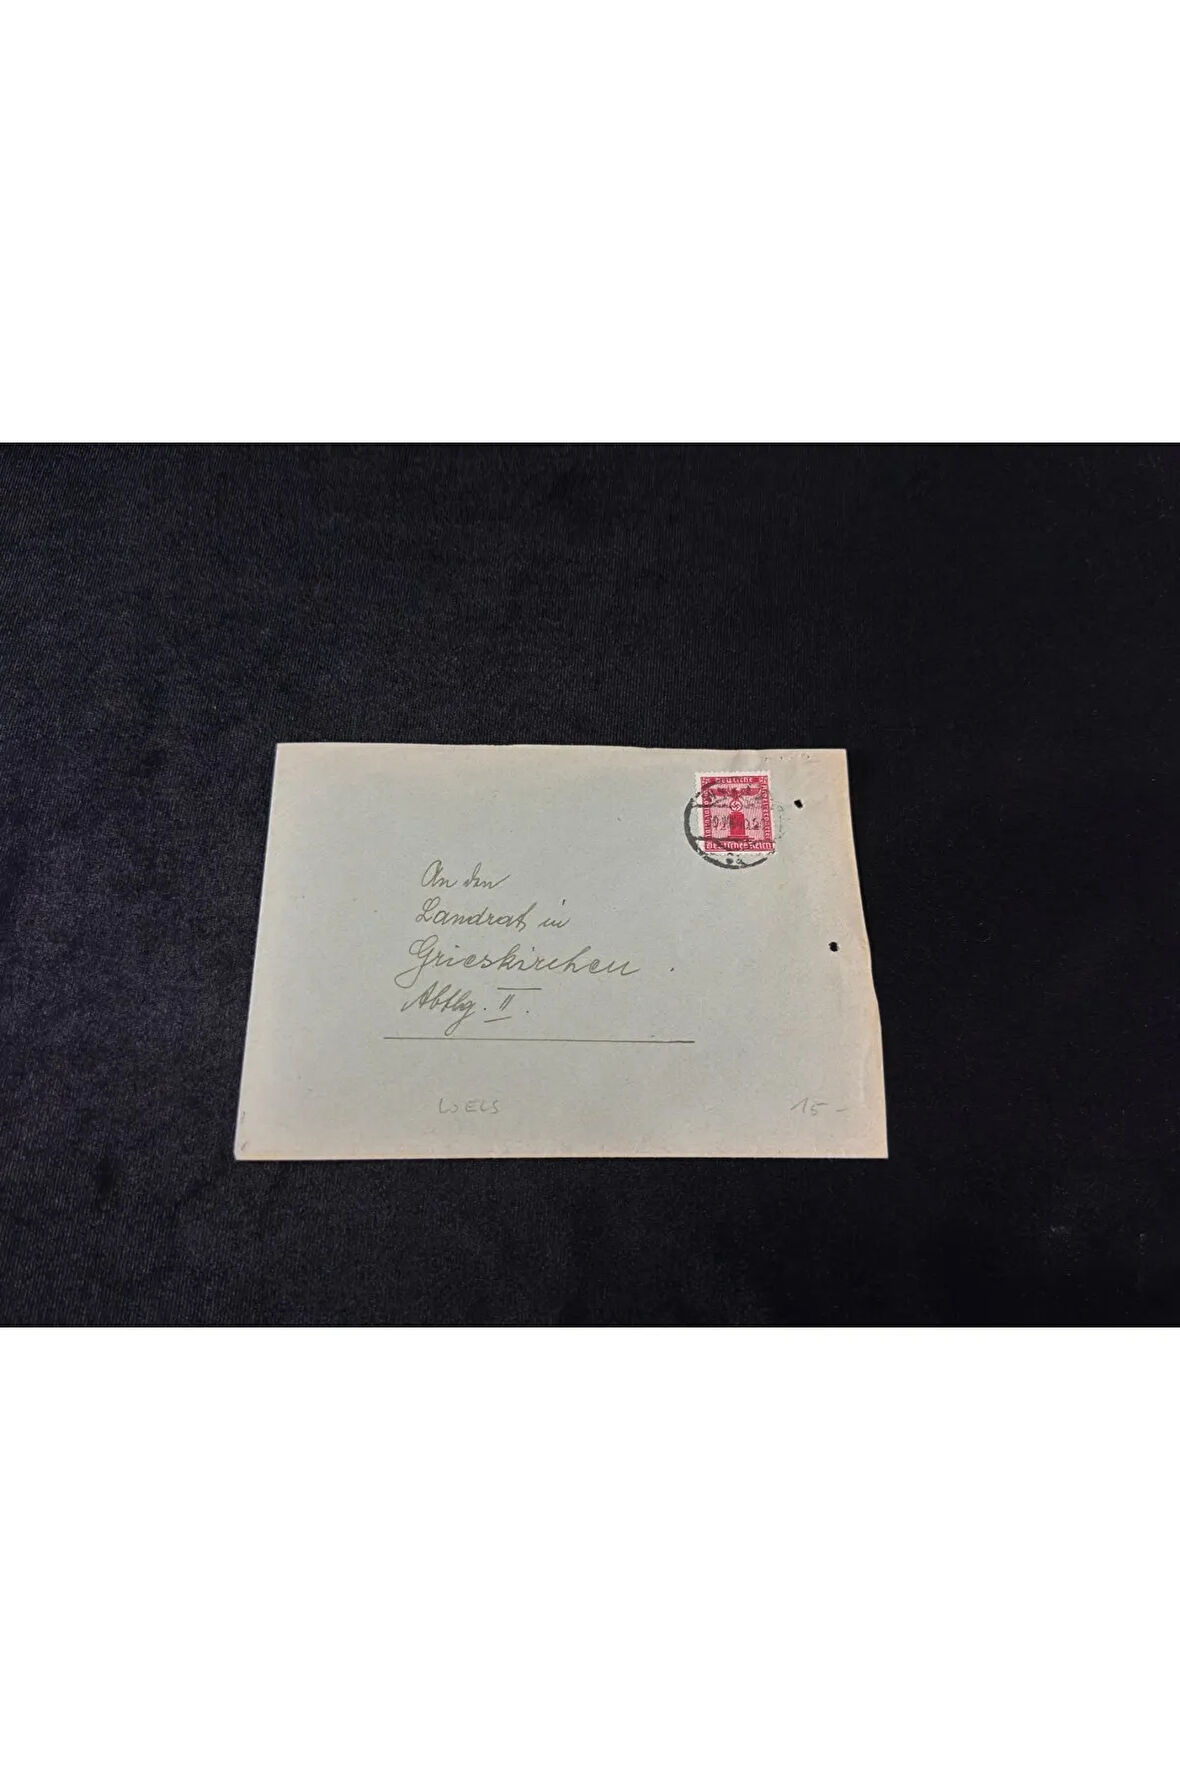 Deutsche
Deutsches Reich
An den
Landrat in
Grieskirchen
Abtlg. II.
WELS
15-